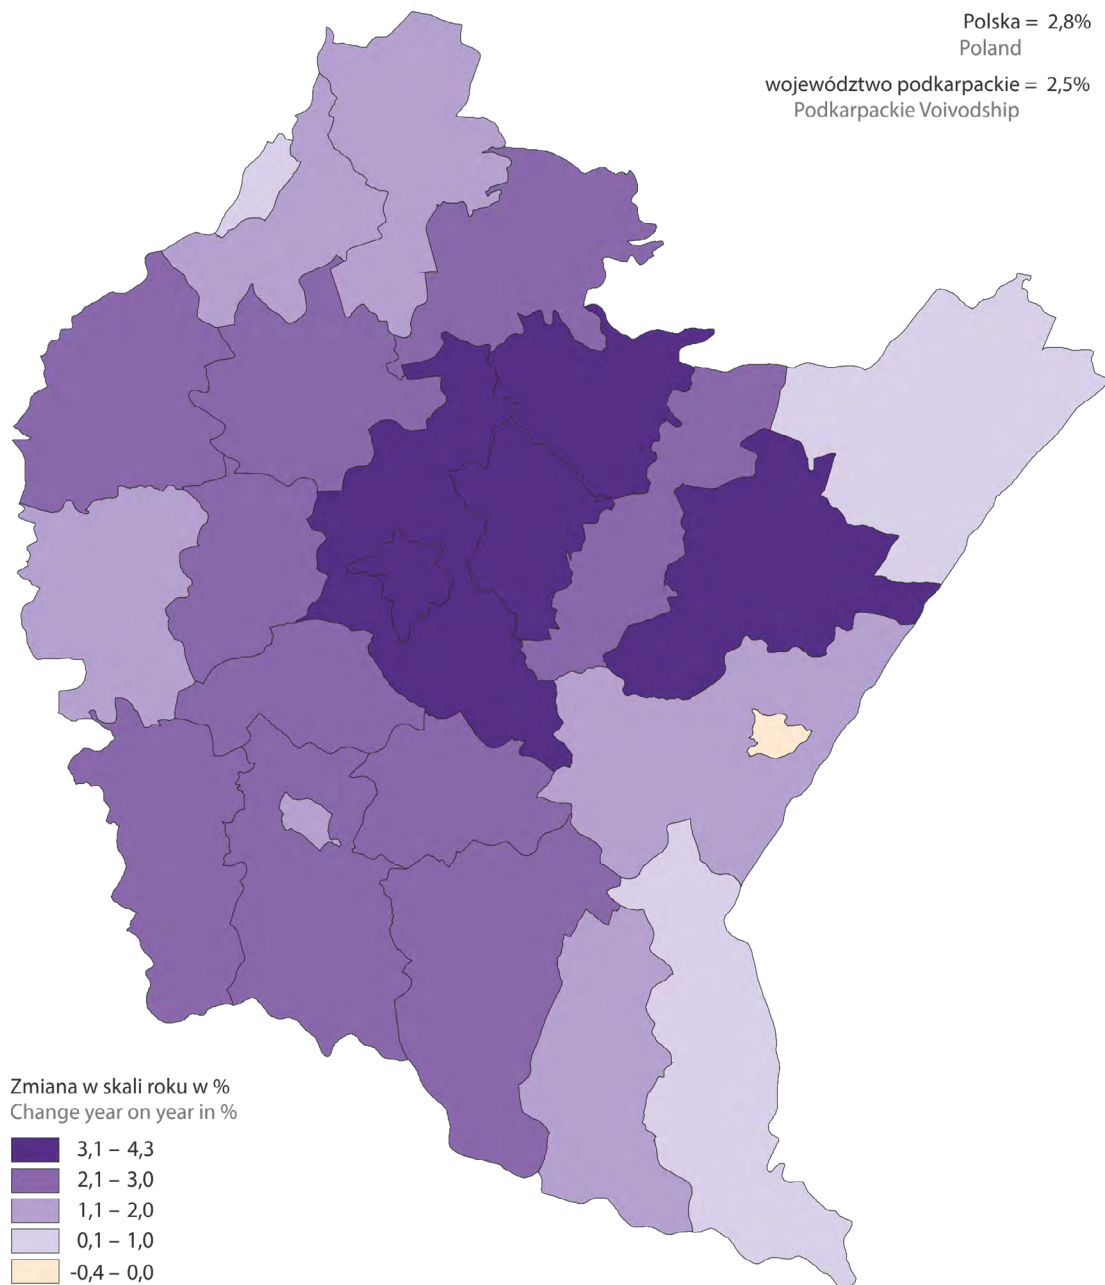 Polska = 2,8%
Poland
województwo podkarpackie = 2,5%
Podkarpackie Voivodship
Zmiana w skali roku w %
Change year on year in %
3,1 – 4,3
2,1 – 3,0
1,1 – 2,0
0,1 – 1,0
-0,4 – 0,0